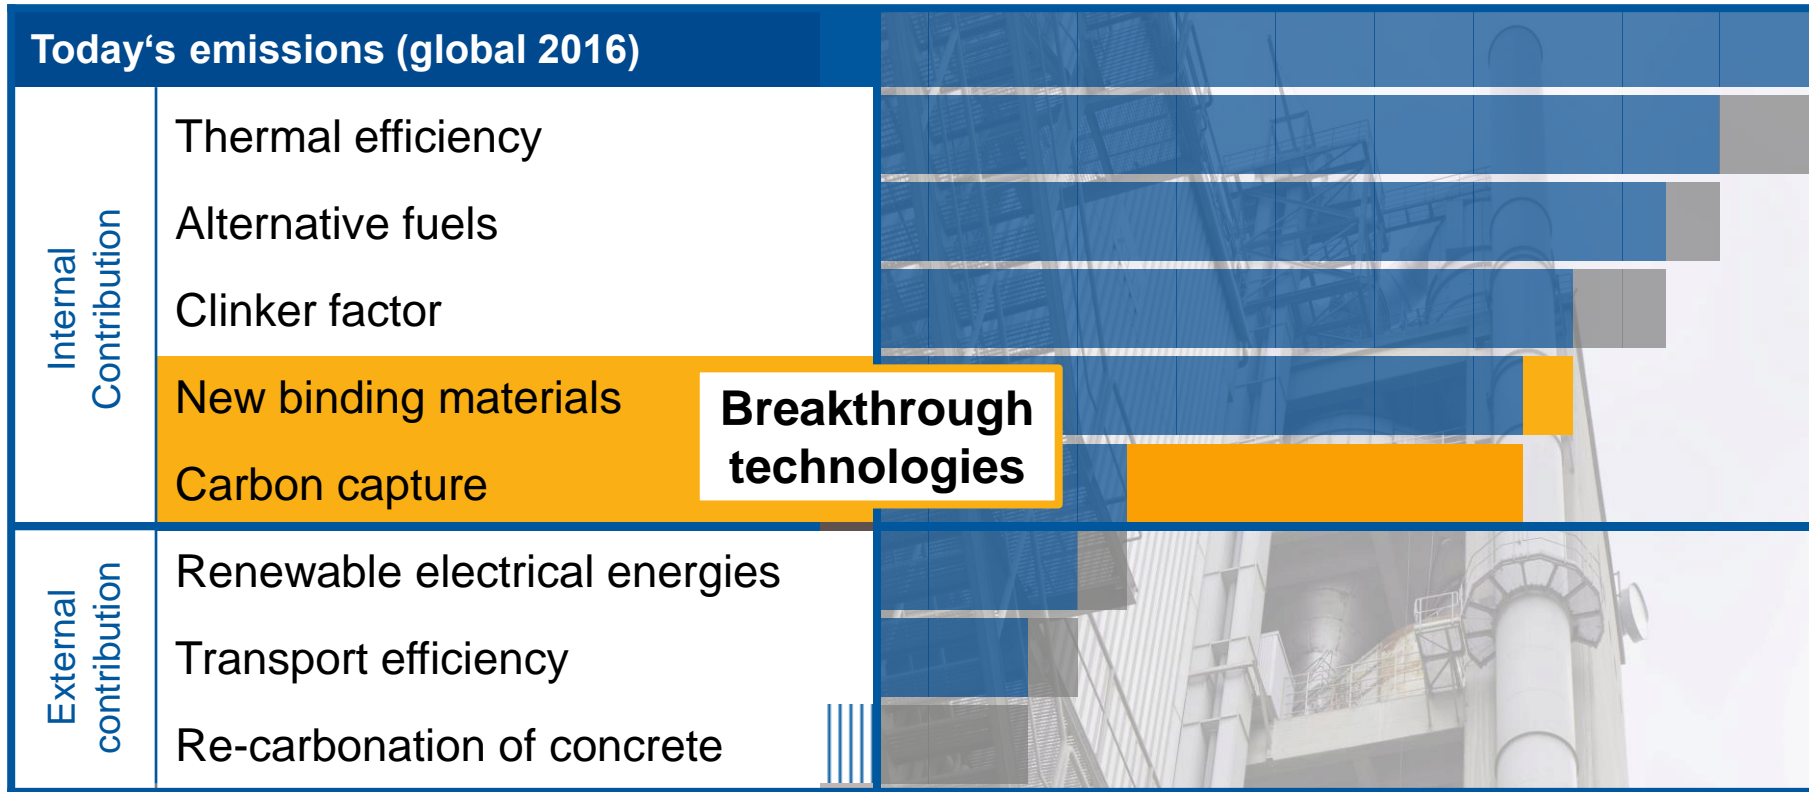 Today‘s emissions (global 2016)
Internal
Contribution
Thermal efficiency
Alternative fuels
Clinker factor
New binding materials
Carbon capture
Breakthrough
technologies
External
contribution
Renewable electrical energies
Transport efficiency
Re-carbonation of concrete